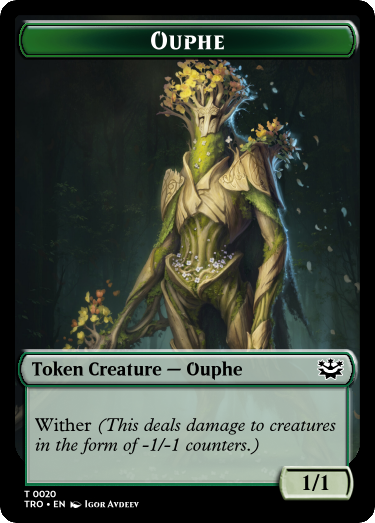 Ouphe
Token Creature — Ouphe
Wither (This deals damage to creatures
in the form of -1/-1 counters.)
1/1
T 0020
TRO • EN Igor Avdeev